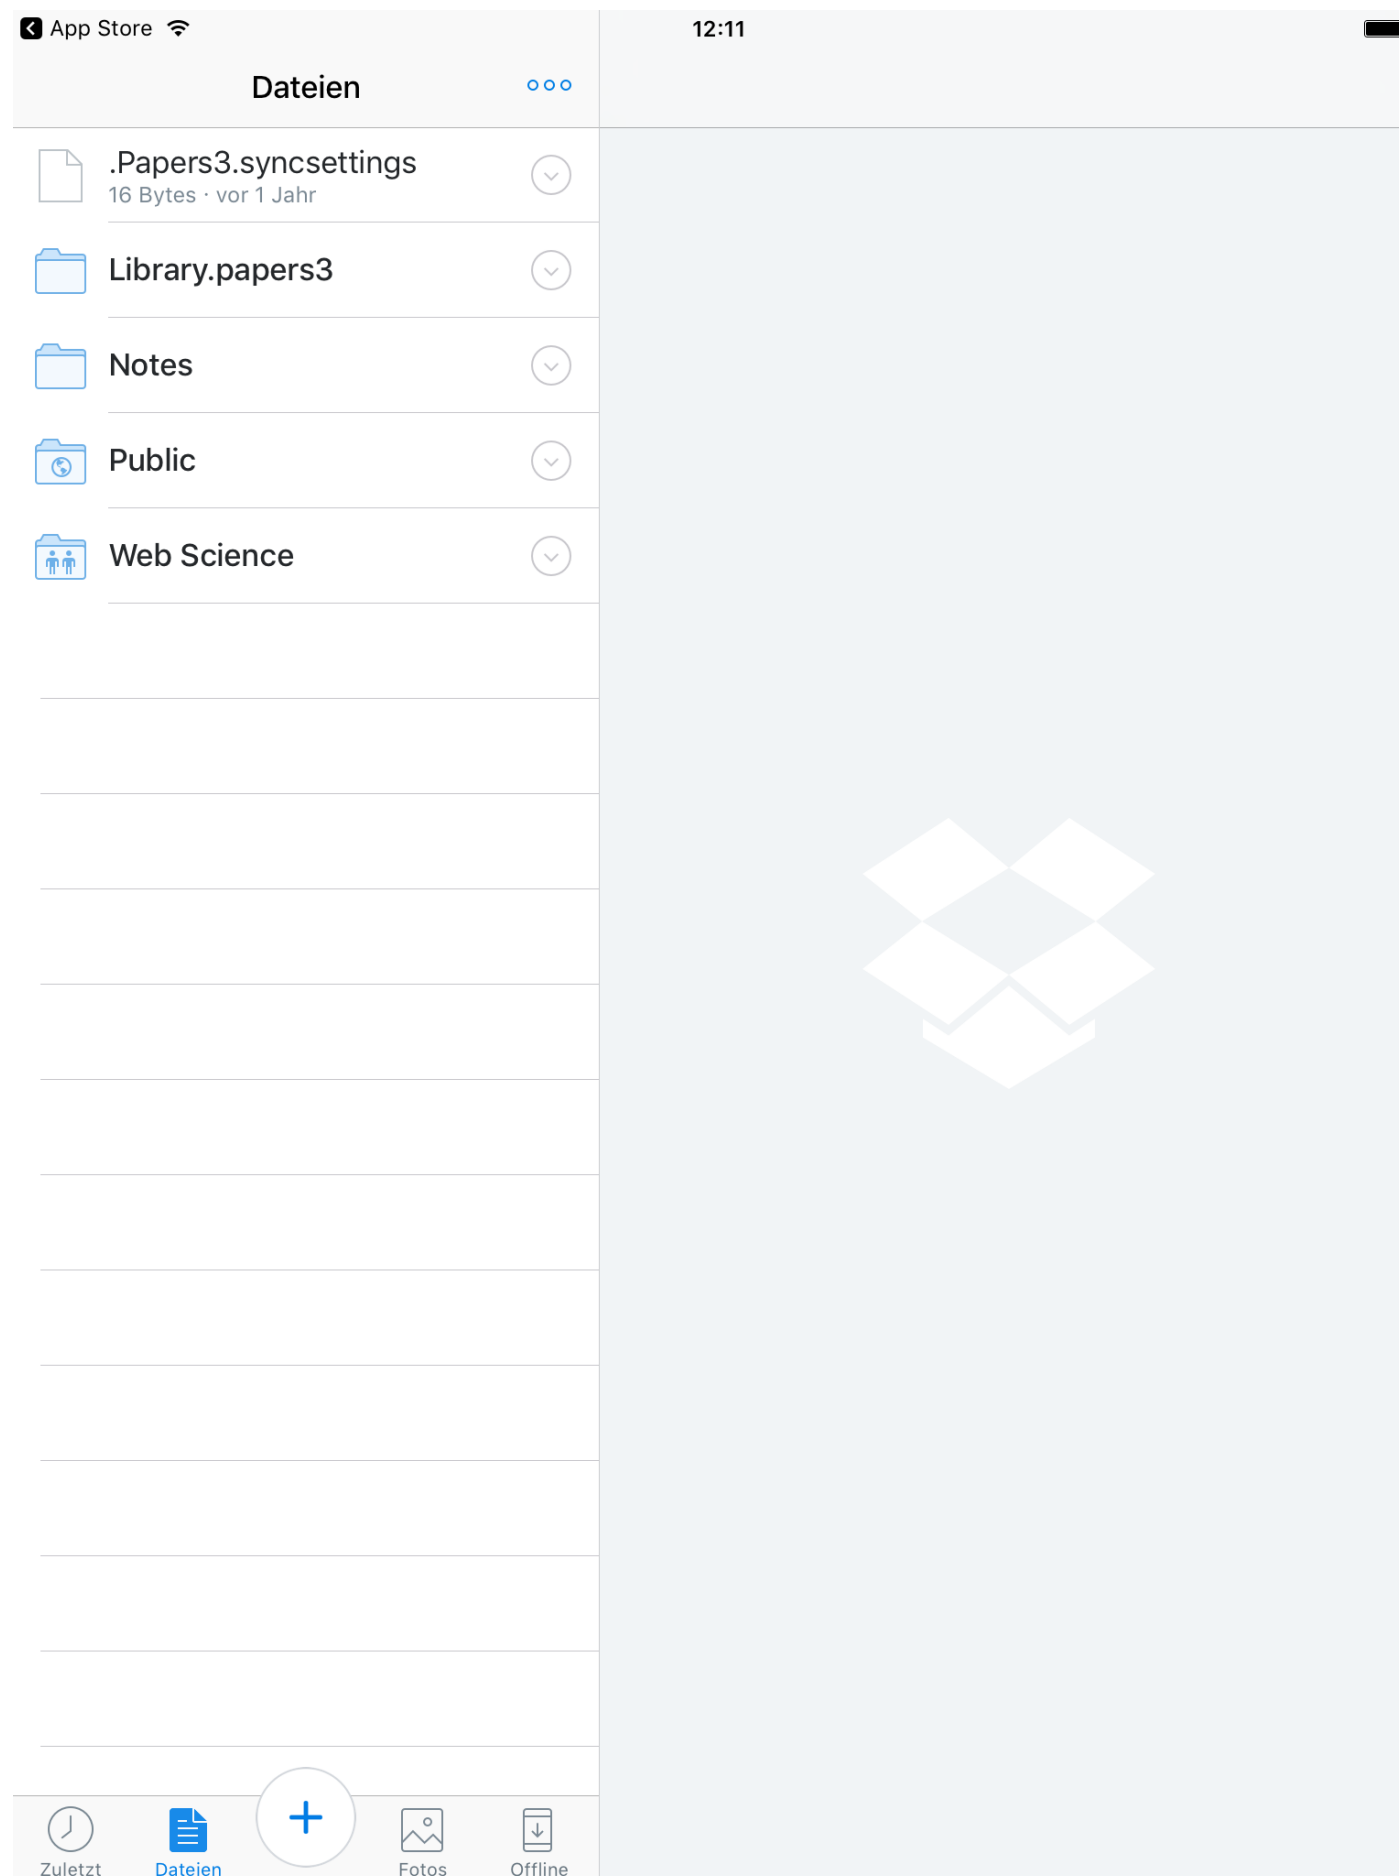 App Store
12:11
Dateien
.Papers3.syncsettings
16 Bytes · vor 1 Jahr
Library.papers3
Notes
Public
Web Science
Zuletzt
Dateien
Fotos
Offline